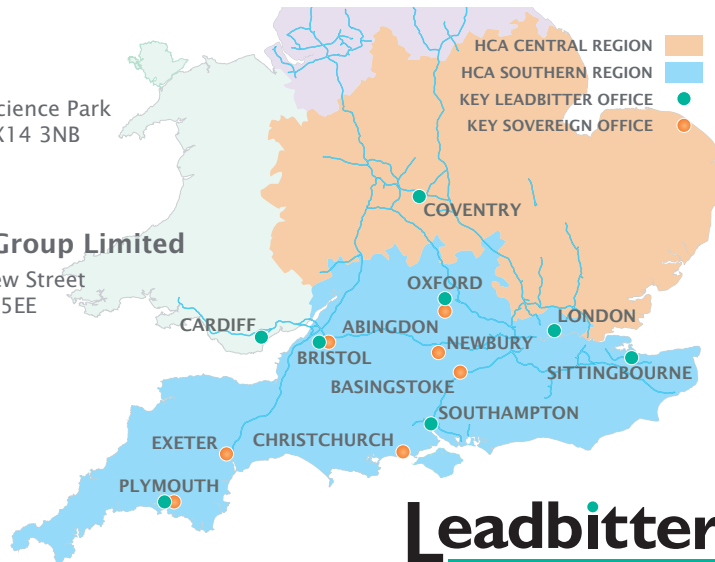 HCA CENTRAL REGION
HCA SOUTHERN REGION
KEY LEADBITTER OFFICE
KEY SOVEREIGN OFFICE
cience Park
X14 3NB
Group Limited
ew Street
5EE
COVENTRY
OXFORD
CARDIFF
ABINGDON
LONDON
BRISTOL
NEWBURY
BASINGSTOKE
SITTINGBOURNE
SOUTHAMPTON
EXETER
CHRISTCHURCH
PLYMOUTH
Leadbitter